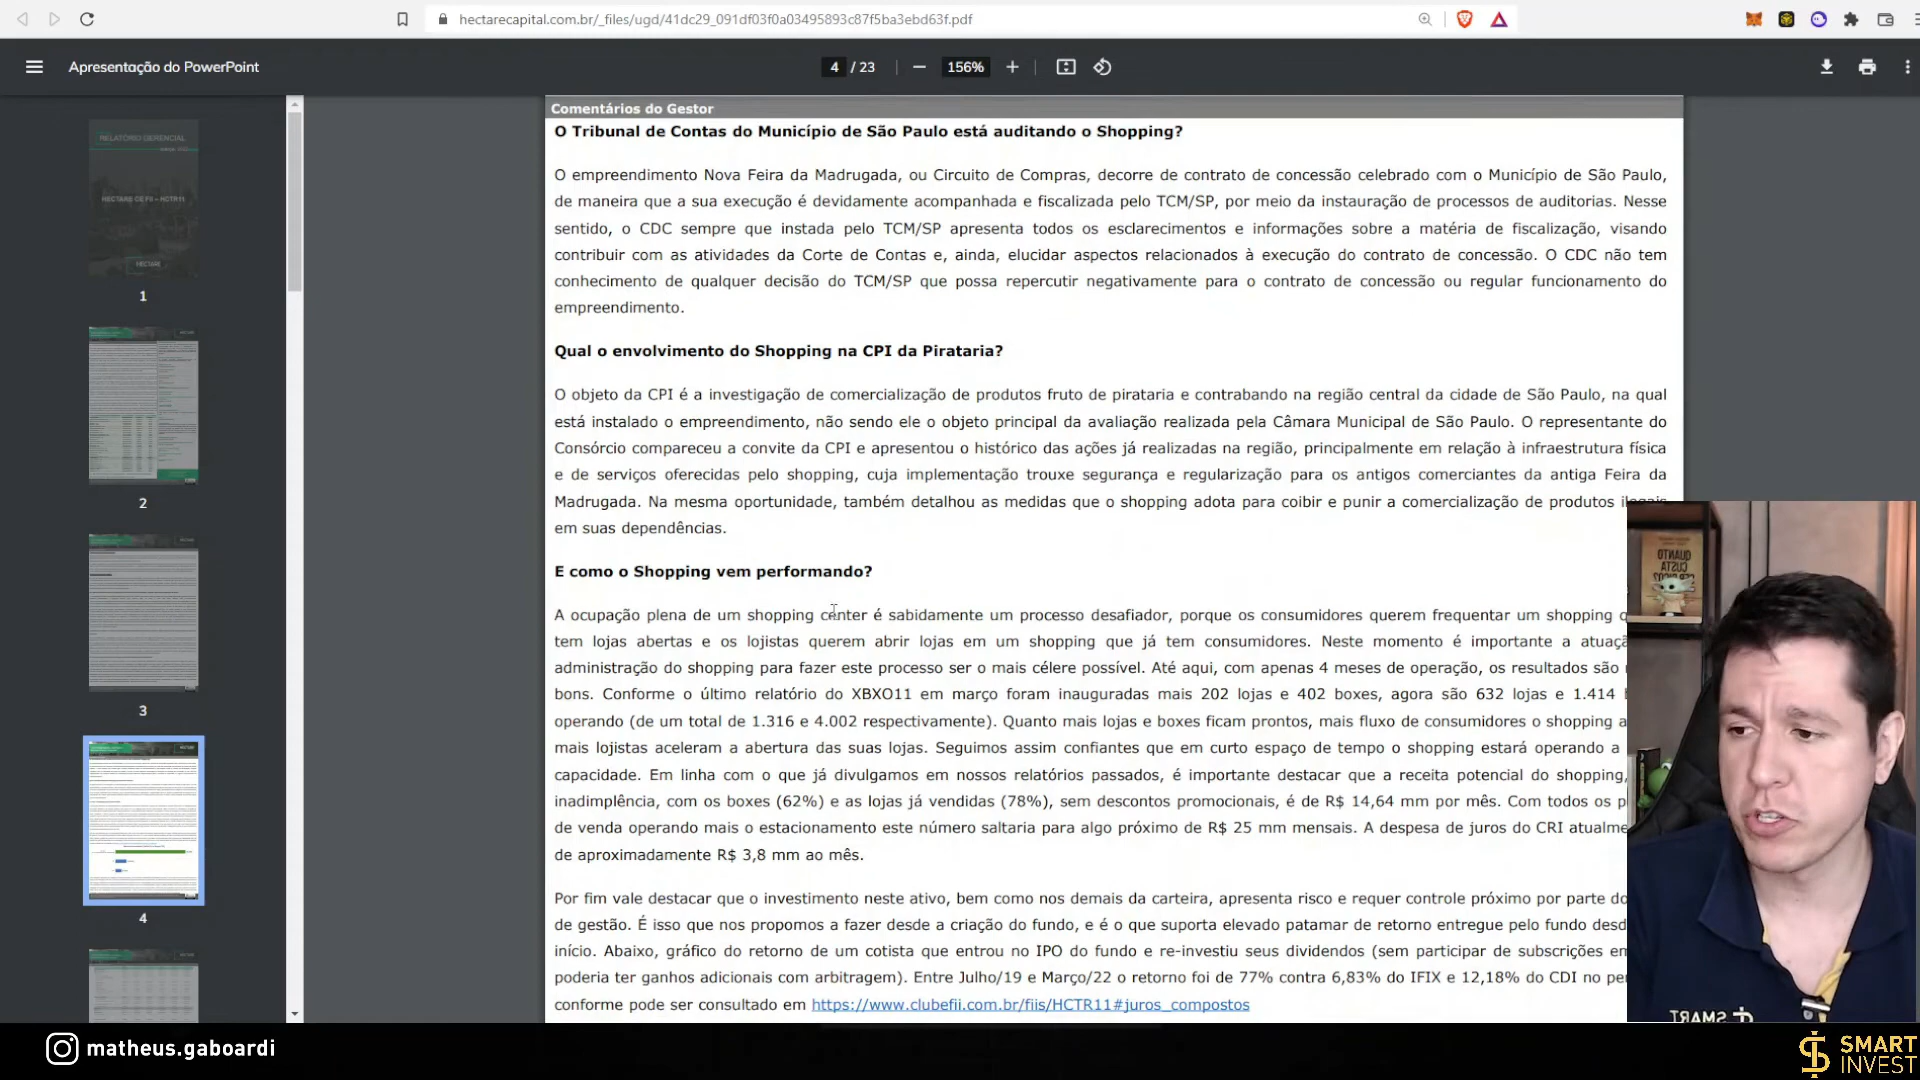 hectarecapital.com.br/_files/ugd/41dc29_091df03f0a03495893c87f5ba3ebd63f.pdf
Apresentação do PowerPoint
4 / 23
156%
RELATÓRIO GERENCIAL
HECTARE CE FII – HCTR11
HECTARE
1
2
3
4
Comentários do Gestor
O Tribunal de Contas do Município de São Paulo está auditando o Shopping?
O empreendimento Nova Feira da Madrugada, ou Circuito de Compras, decorre de contrato de concessão celebrado com o Município de São Paulo,
de maneira que a sua execução é devidamente acompanhada e fiscalizada pelo TCM/SP, por meio da instauração de processos de auditorias. Nesse
sentido, o CDC sempre que instada pelo TCM/SP apresenta todos os esclarecimentos e informações sobre a matéria de fiscalização, visando
contribuir com as atividades da Corte de Contas e, ainda, elucidar aspectos relacionados à execução do contrato de concessão. O CDC não tem
conhecimento de qualquer decisão do TCM/SP que possa repercutir negativamente para o contrato de concessão ou regular funcionamento do
empreendimento.
Qual o envolvimento do Shopping na CPI da Pirataria?
O objeto da CPI é a investigação de comercialização de produtos fruto de pirataria e contrabando na região central da cidade de São Paulo, na qual
está instalado o empreendimento, não sendo ele o objeto principal da avaliação realizada pela Câmara Municipal de São Paulo. O representante do
Consórcio compareceu a convite da CPI e apresentou o histórico das ações já realizadas na região, principalmente em relação à infraestrutura física
e de serviços oferecidas pelo shopping, cuja implementação trouxe segurança e regularização para os antigos comerciantes da antiga Feira da
Madrugada. Na mesma oportunidade, também detalhou as medidas que o shopping adota para coibir e punir a comercialização de produtos ilegais
em suas dependências.
E como o Shopping vem performando?
A ocupação plena de um shopping center é sabidamente um processo desafiador, porque os consumidores querem frequentar um shopping
tem lojas abertas e os lojistas querem abrir lojas em um shopping que já tem consumidores. Neste momento é importante a
administração do shopping para fazer este processo ser o mais célere possível. Até aqui, com apenas 4 meses de operação, os resultados são
bons. Conforme o último relatório do XBXO11 em março foram inauguradas mais 202 lojas e 402 boxes, agora são 632 lojas e 1.414
operando (de um total de 1.316 e 4.002 respectivamente). Quanto mais lojas e boxes ficam prontos, mais fluxo de consumidores o shopping
mais lojistas aceleram a abertura das suas lojas. Seguimos assim confiantes que em curto espaço de tempo o shopping estará operando a
capacidade. Em linha com o que já divulgamos em nossos relatórios passados, é importante destacar que a receita potencial do shopping,
inadimplência, com os boxes (62%) e as lojas já vendidas (78%), sem descontos promocionais, é de R$ 14,64 mm por mês. Com todos os
de venda operando mais o estacionamento este número saltaria para algo próximo de R$ 25 mm mensais. A despesa de juros do CRI
de aproximadamente R$ 3,8 mm ao mês.
Por fim vale destacar que o investimento neste ativo, bem como nos demais da carteira, apresenta risco e requer controle próximo por parte
de gestão. É isso que nos propomos a fazer desde a criação do fundo, e é o que suporta elevado patamar de retorno entregue pelo fundo
início. Abaixo, gráfico do retorno de um cotista que entrou no IPO do fundo e re-investiu seus dividendos (sem participar de subscrições
poderia ter ganhos adicionais com arbitragem). Entre Julho/19 e Março/22 o retorno foi de 77% contra 6,83% do IFIX e 12,18% do CDI no
conforme pode ser consultado em https://www.clubefii.com.br/fiis/HCTR11#juros_compostos
QUANTO
CUSTA
SMART
matheus.gaboardi
SMART
INVEST